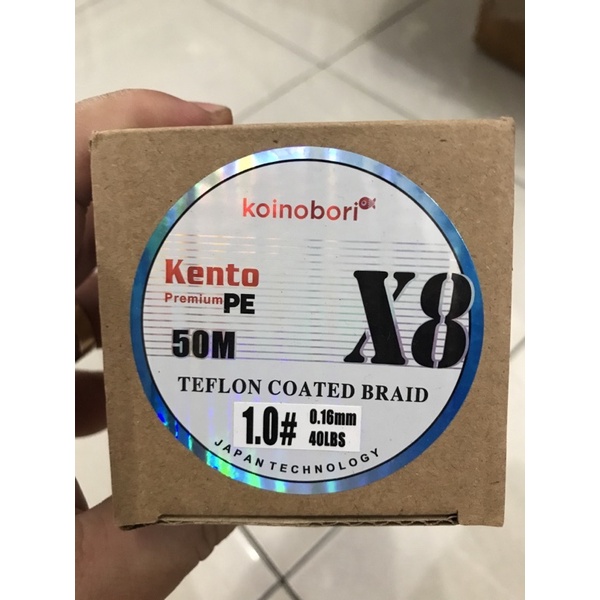 koinobori
Kento
Premium PE
X8
50M
TEFLON COATED BRAID
1.0# 0.16mm
40LBS
JAPAN TECHNOLOGY